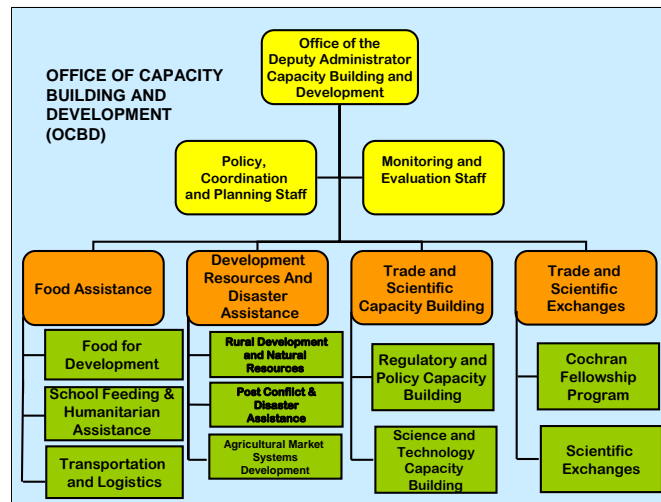 Office of the
Deputy Administrator
Capacity Building and
Development
OFFICE OF CAPACITY
BUILDING AND
DEVELOPMENT
(OCBD)
Policy,
Coordination
and Planning Staff
Monitoring and
Evaluation Staff
Food Assistance
Development
Resources And
Disaster
Assistance
Trade and
Scientific
Capacity Building
Trade and
Scientific
Exchanges
Food for
Development
School Feeding &
Humanitarian
Assistance
Transportation
and Logistics
Rural Development
and Natural
Resources
Post Conflict &
Disaster
Assistance
Agricultural Market
Systems
Development
Regulatory and
Policy Capacity
Building
Science and
Technology
Capacity
Building
Cochran
Fellowship
Program
Scientific
Exchanges